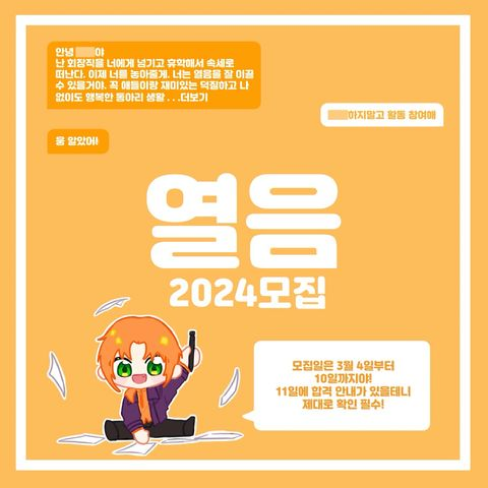 안녕 야
난 회장직을 너에게 넘기고 휴학해서 속세로
떠난다. 이제 너를 놓아줄게. 너는 열음을 잘 이끌
수 있을거야. 꼭 애들이랑 재미있는 덕질하고 나
없이도 행복한 동아리 생활 . . .더보기
하지말고 활동 참여해
움 알았어!
열음
2024모집
모집일은 3월 4일부터
10일까지야!
11일에 합격 안내가 있을테니
제대로 확인 필수!